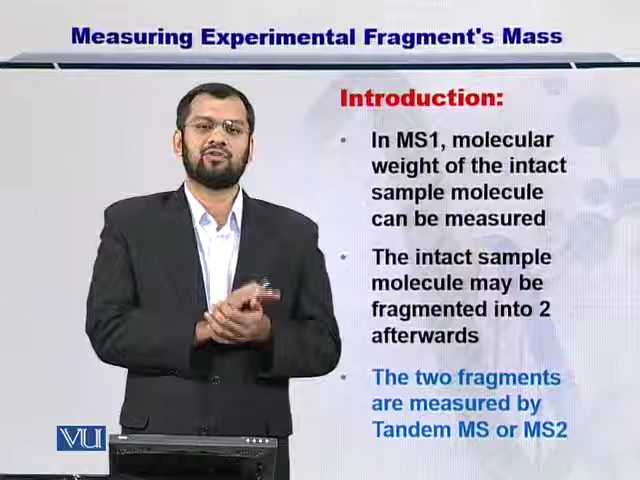 Measuring Experimental Fragment's Mass
Introduction:
• In MS1, molecular
weight of the intact
sample molecule
can be measured
• The intact sample
molecule may be
fragmented into 2
afterwards
• The two fragments
are measured by
Tandem MS or MS2
VU